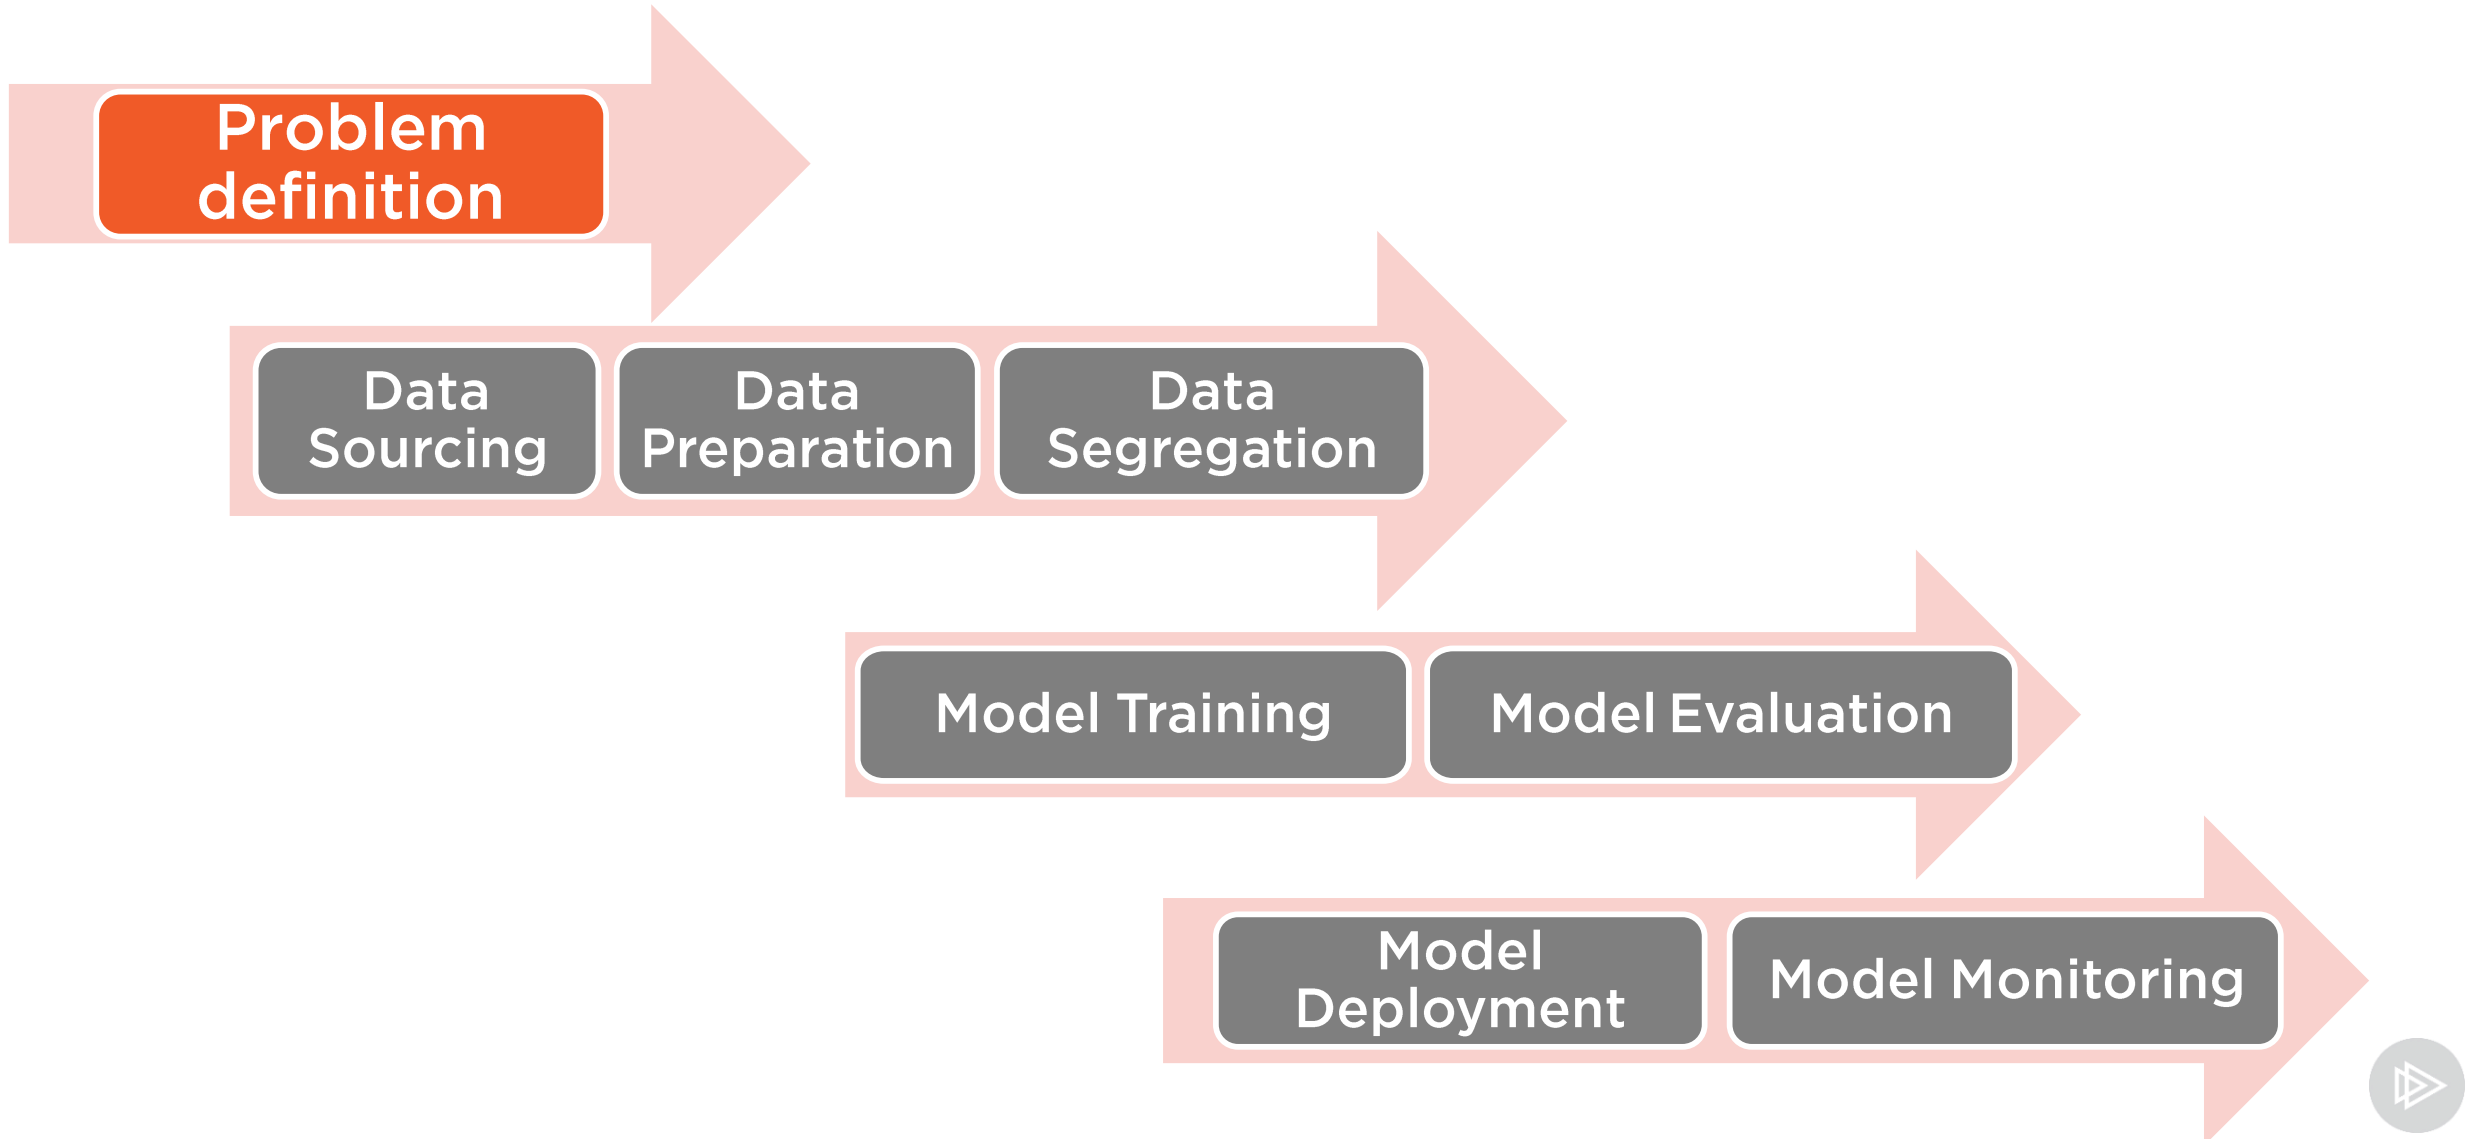 Problem
definition
Data
Sourcing
Data
Preparation
Data
Segregation
Model Training
Model Evaluation
Model
Deployment
Model Monitoring